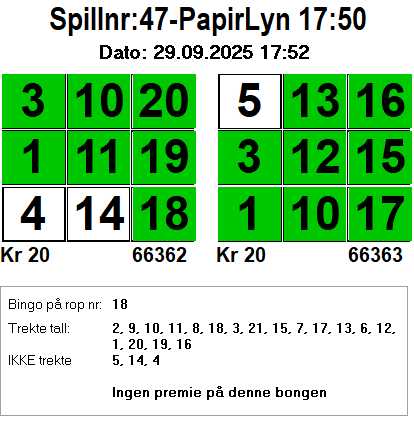 Spillnr:47-PapirLyn 17:50
Dato: 29.09.2025 17:52
3 10 20 5 13 16
1 11 19 3 12 15
4 14 18 1 10 17
Kr 20 66362 Kr 20 66363
Bingo på rop nr: 18
Trekte tall: 2, 9, 10, 11, 8, 18, 3, 21, 15, 7, 17, 13, 6, 12,
1, 20, 19, 16
IKKE trekte 5, 14, 4
Ingen premie på denne bongen